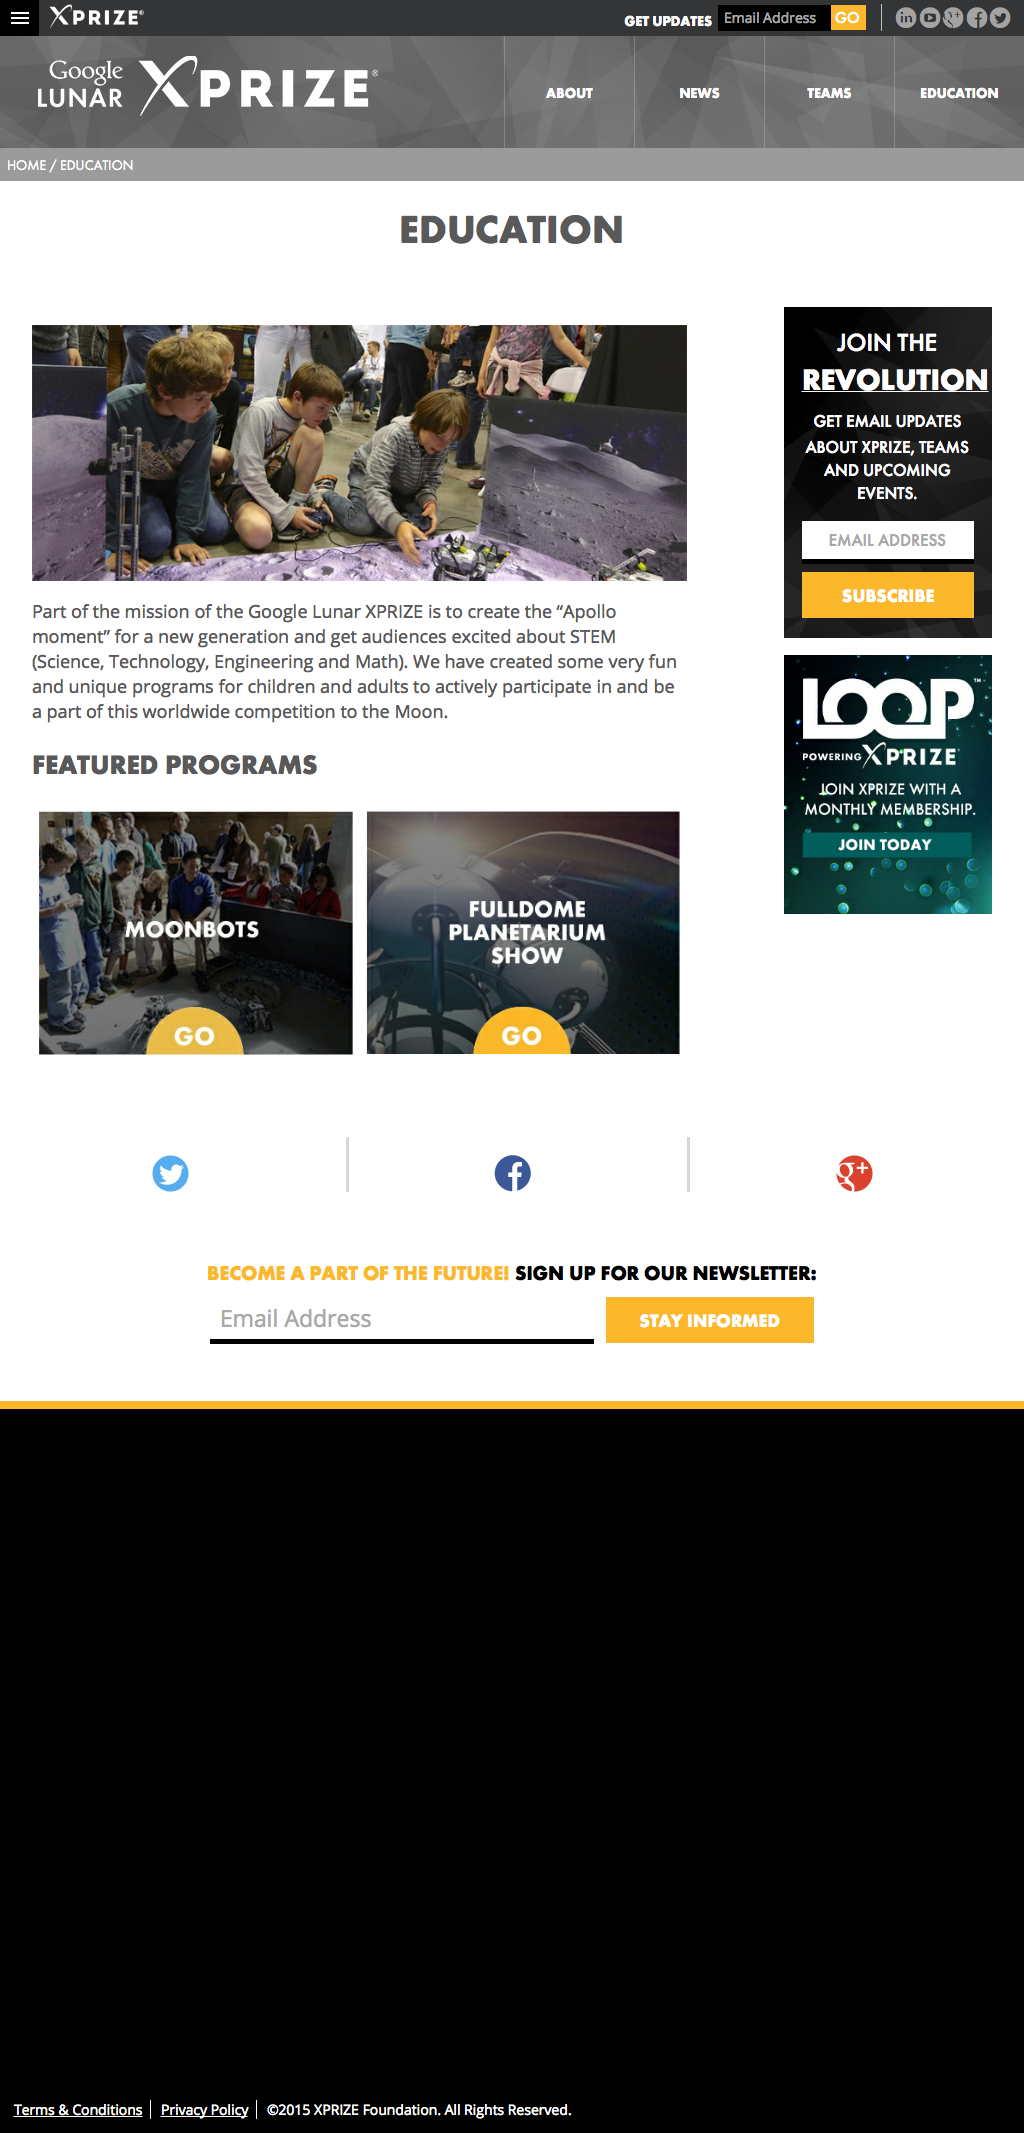 XPRIZE®
GET UPDATES
Email Address
GO
Google
LUNAR
XPRIZE®
ABOUT
NEWS
TEAMS
EDUCATION
HOME / EDUCATION
EDUCATION
Part of the mission of the Google Lunar XPRIZE is to create the “Apollo
moment” for a new generation and get audiences excited about STEM
(Science, Technology, Engineering and Math). We have created some very fun
and unique programs for children and adults to actively participate in and be
a part of this worldwide competition to the Moon.
FEATURED PROGRAMS
MOONBOTS
GO
FULLDOME
PLANETARIUM
SHOW
GO
JOIN THE
REVOLUTION
GET EMAIL UPDATES
ABOUT XPRIZE, TEAMS
AND UPCOMING
EVENTS.
EMAIL ADDRESS
SUBSCRIBE
LOOP™
POWERING XPRIZE
JOIN XPRIZE WITH A
MONTHLY MEMBERSHIP.
JOIN TODAY
BECOME A PART OF THE FUTURE! SIGN UP FOR OUR NEWSLETTER:
Email Address
STAY INFORMED
Terms & Conditions
Privacy Policy
©2015 XPRIZE Foundation. All Rights Reserved.